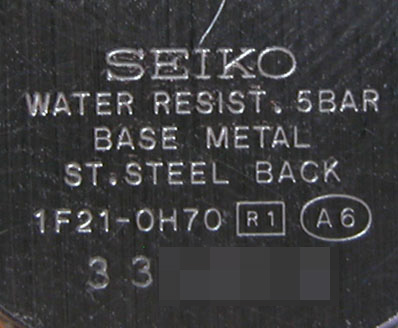 SEIKO
WATER RESIST. 5BAR
BASE METAL
ST.STEEL BACK
1F21-0H70 R1 A6
33